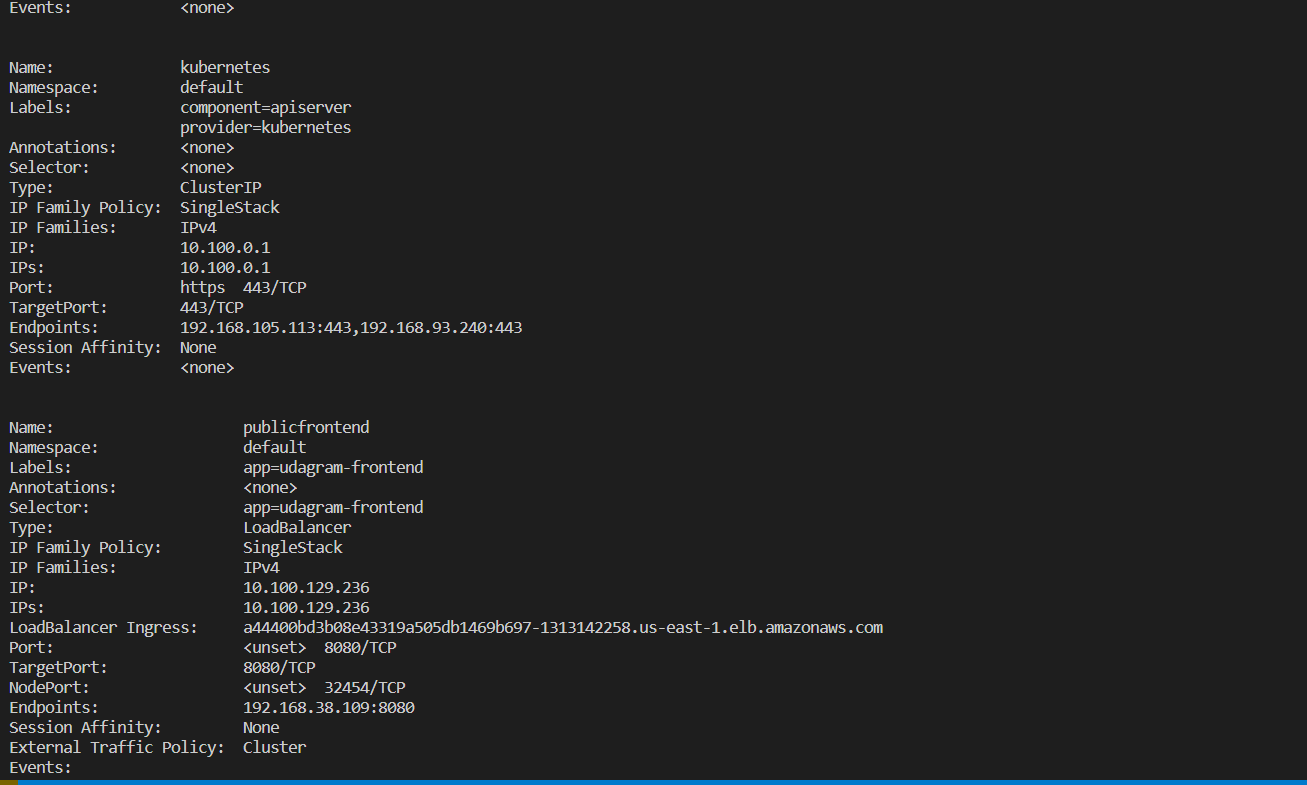 Events:            <none>
Name:              kubernetes
Namespace:         default
Labels:            component=apiserver
                   provider=kubernetes
Annotations:       <none>
Selector:          <none>
Type:              ClusterIP
IP Family Policy:  SingleStack
IP Families:       IPv4
IP:                10.100.0.1
IPs:               10.100.0.1
Port:              https  443/TCP
TargetPort:        443/TCP
Endpoints:         192.168.105.113:443,192.168.93.240:443
Session Affinity:  None
Events:            <none>
Name:                     publicfrontend
Namespace:                default
Labels:                   app=udagram-frontend
Annotations:              <none>
Selector:                 app=udagram-frontend
Type:                     LoadBalancer
IP Family Policy:         SingleStack
IP Families:              IPv4
IP:                       10.100.129.236
IPs:                      10.100.129.236
LoadBalancer Ingress:     a44400bd3b08e43319a505db1469b697-1313142258.us-east-1.elb.amazonaws.com
Port:                     <unset>  8080/TCP
TargetPort:               8080/TCP
NodePort:                 <unset>  32454/TCP
Endpoints:                192.168.38.109:8080
Session Affinity:         None
External Traffic Policy:  Cluster
Events: